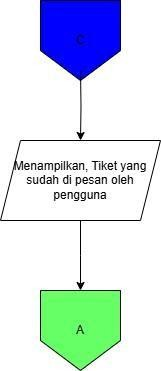 C
Menampilkan, Tiket yang
sudah di pesan oleh
pengguna
A